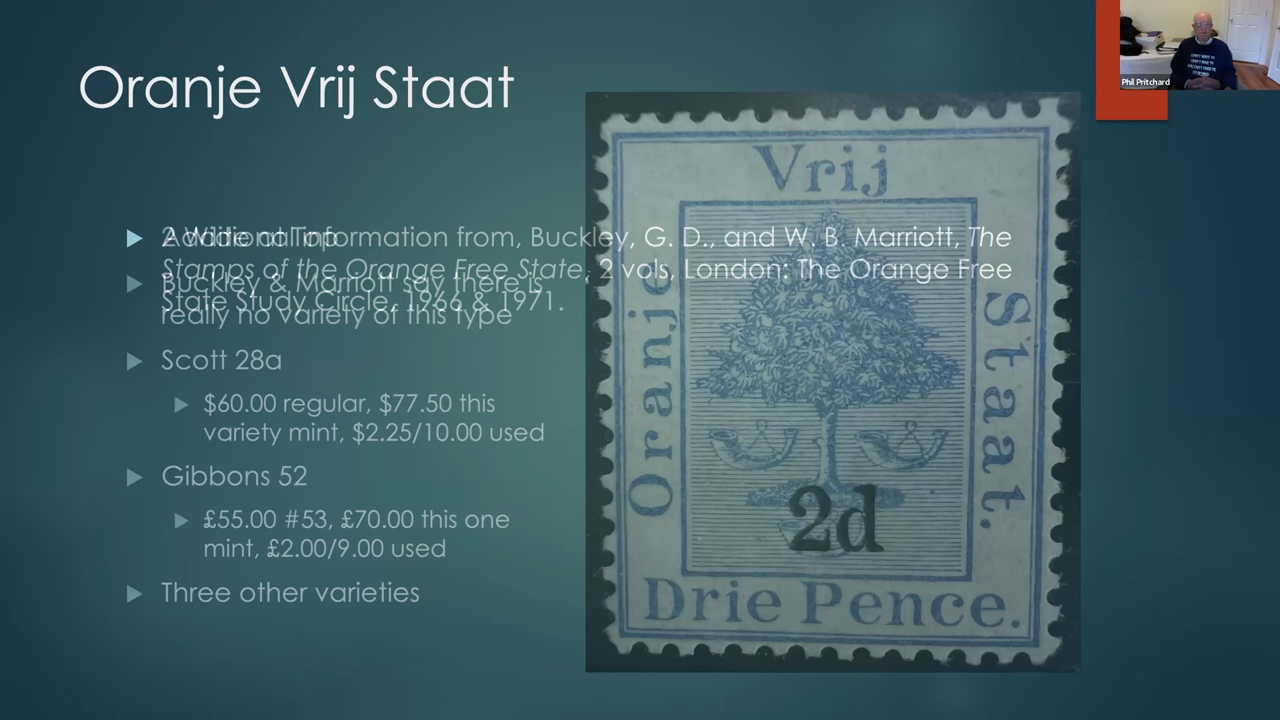 Oranje Vrij Staat
Phil Pritchard
Additional Information from, Buckley, G. D., and W. B. Marriott, The
Stamps of the Orange Free State, 2 vols, London: The Orange Free
State Study Circle, 1966 & 1971.
Buckley & Marriott say there is
really no variety of this type
Scott 28a
$60.00 regular, $77.50 this
variety mint, $2.25/10.00 used
Gibbons 52
£55.00 #53, £70.00 this one
mint, £2.00/9.00 used
Three other varieties
Vrij
Oranje
Staat.
2d
Drie Pence.